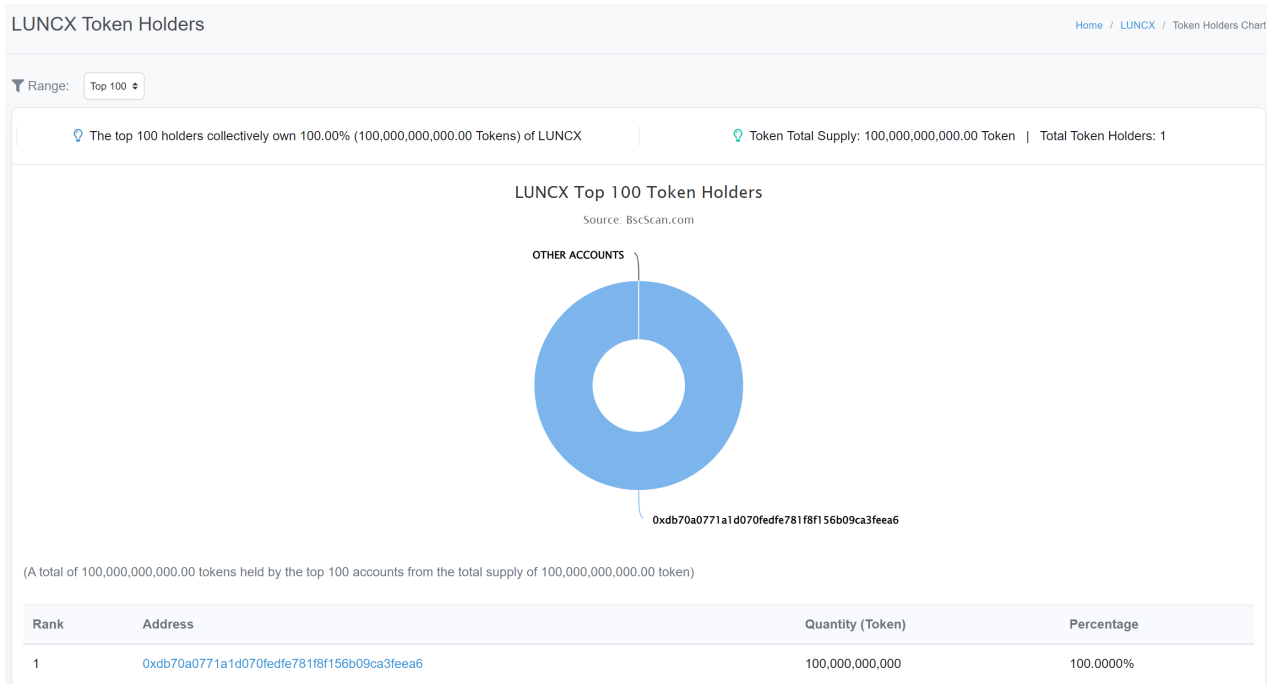 LUNCX Token Holders
Home / LUNCX / Token Holders Chart
Range: Top 100
The top 100 holders collectively own 100.00% (100,000,000,000.00 Tokens) of LUNCX
Token Total Supply: 100,000,000,000.00 Token | Total Token Holders: 1
LUNCX Top 100 Token Holders
Source: BscScan.com
OTHER ACCOUNTS
0xdb70a0771a1d070fedfe781f8f156b09ca3feea6
(A total of 100,000,000,000.00 tokens held by the top 100 accounts from the total supply of 100,000,000,000.00 token)
Rank Address Quantity (Token) Percentage
1 0xdb70a0771a1d070fedfe781f8f156b09ca3feea6 100,000,000,000 100.0000%